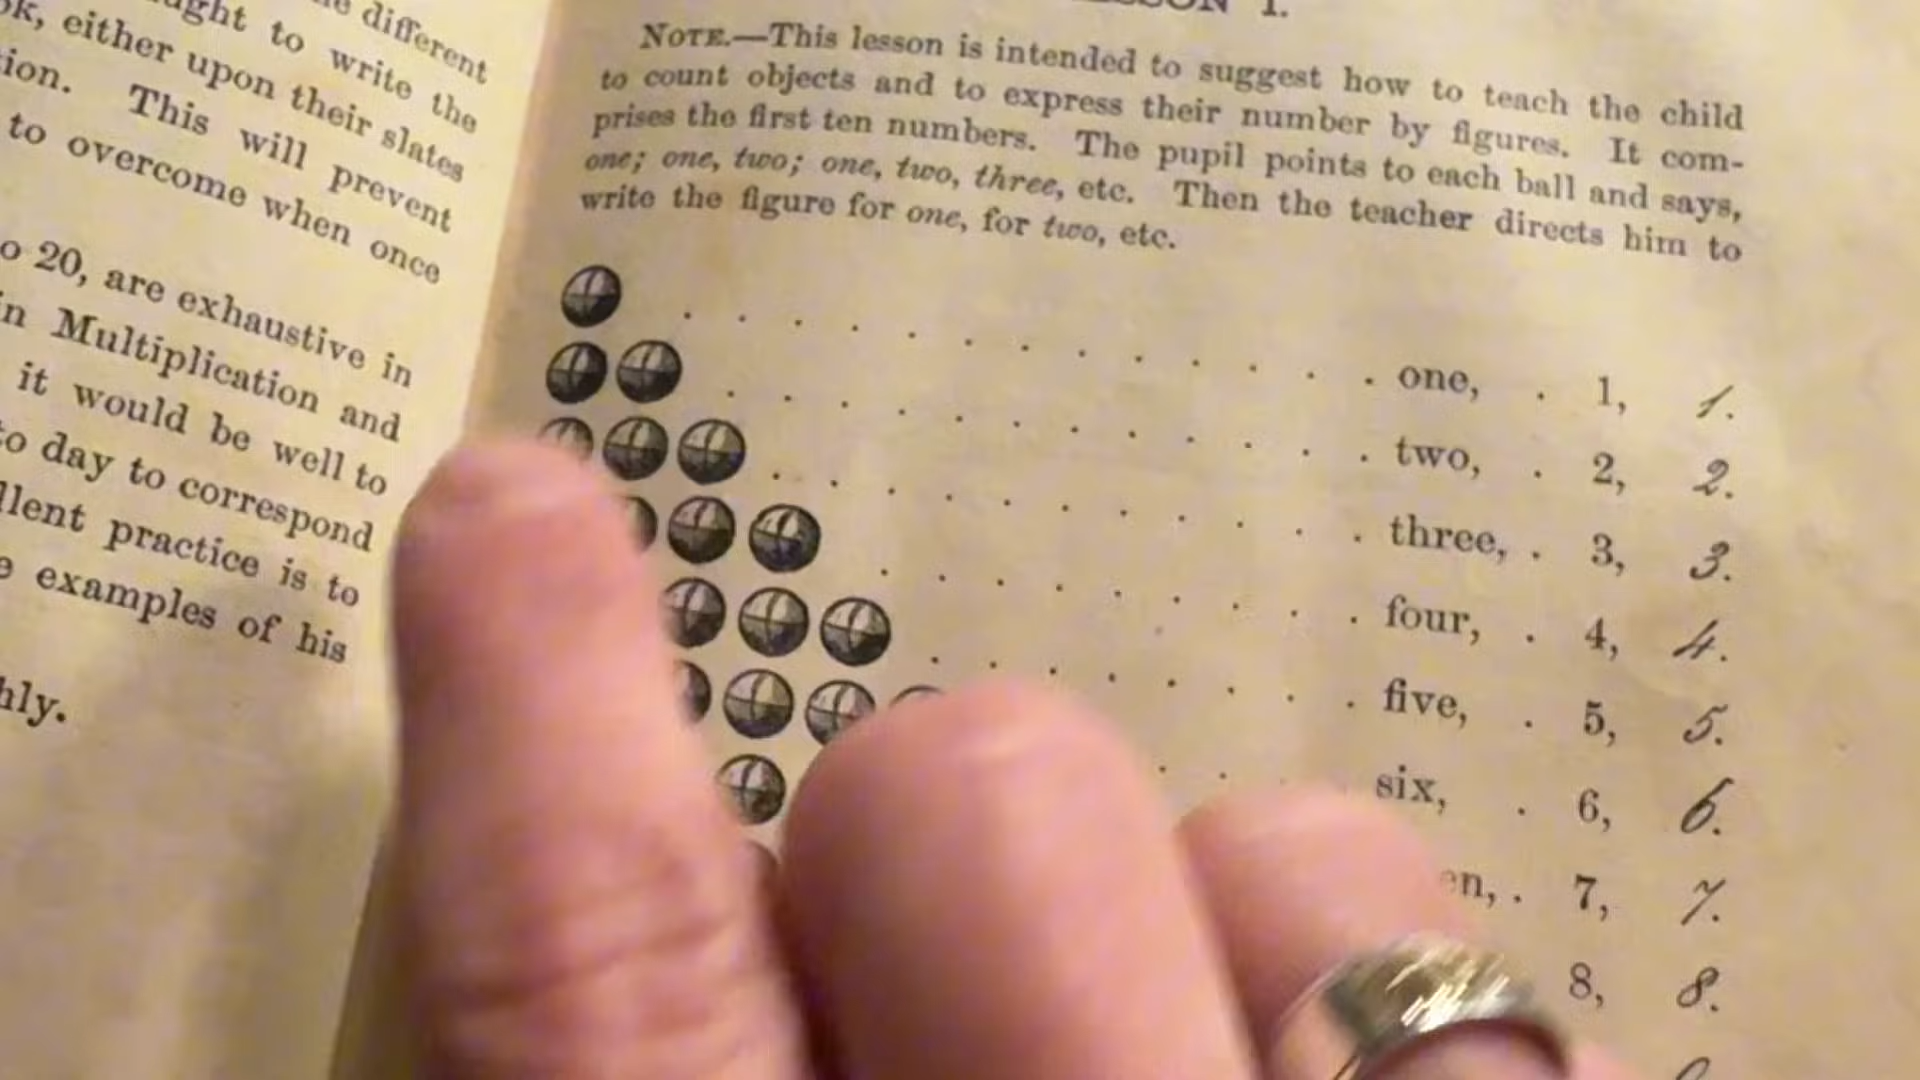 different
to write the
either upon their slates
This will prevent
to overcome when once
20, are exhaustive in
in Multiplication and
it would be well to
to day to correspond
practice is to
examples of his
I.
NOTE.—This lesson is intended to suggest how to teach the child
to count objects and to express their number by figures. It com-
prises the first ten numbers. The pupil points to each ball and says,
one; one, two; one, two, three, etc. Then the teacher directs him to
write the figure for one, for two, etc.
. . . . . . . . . . . . . one, . 1, 1.
. . . . . . . . . . . . two, . 2, 2.
. . . . . . . . . . . three, . 3, 3.
. . . . . . . . . four, . 4, 4.
. . . . . . . . five, . 5, 5.
. . . six, . 6, 6.
. 7, 7.
8, 8.